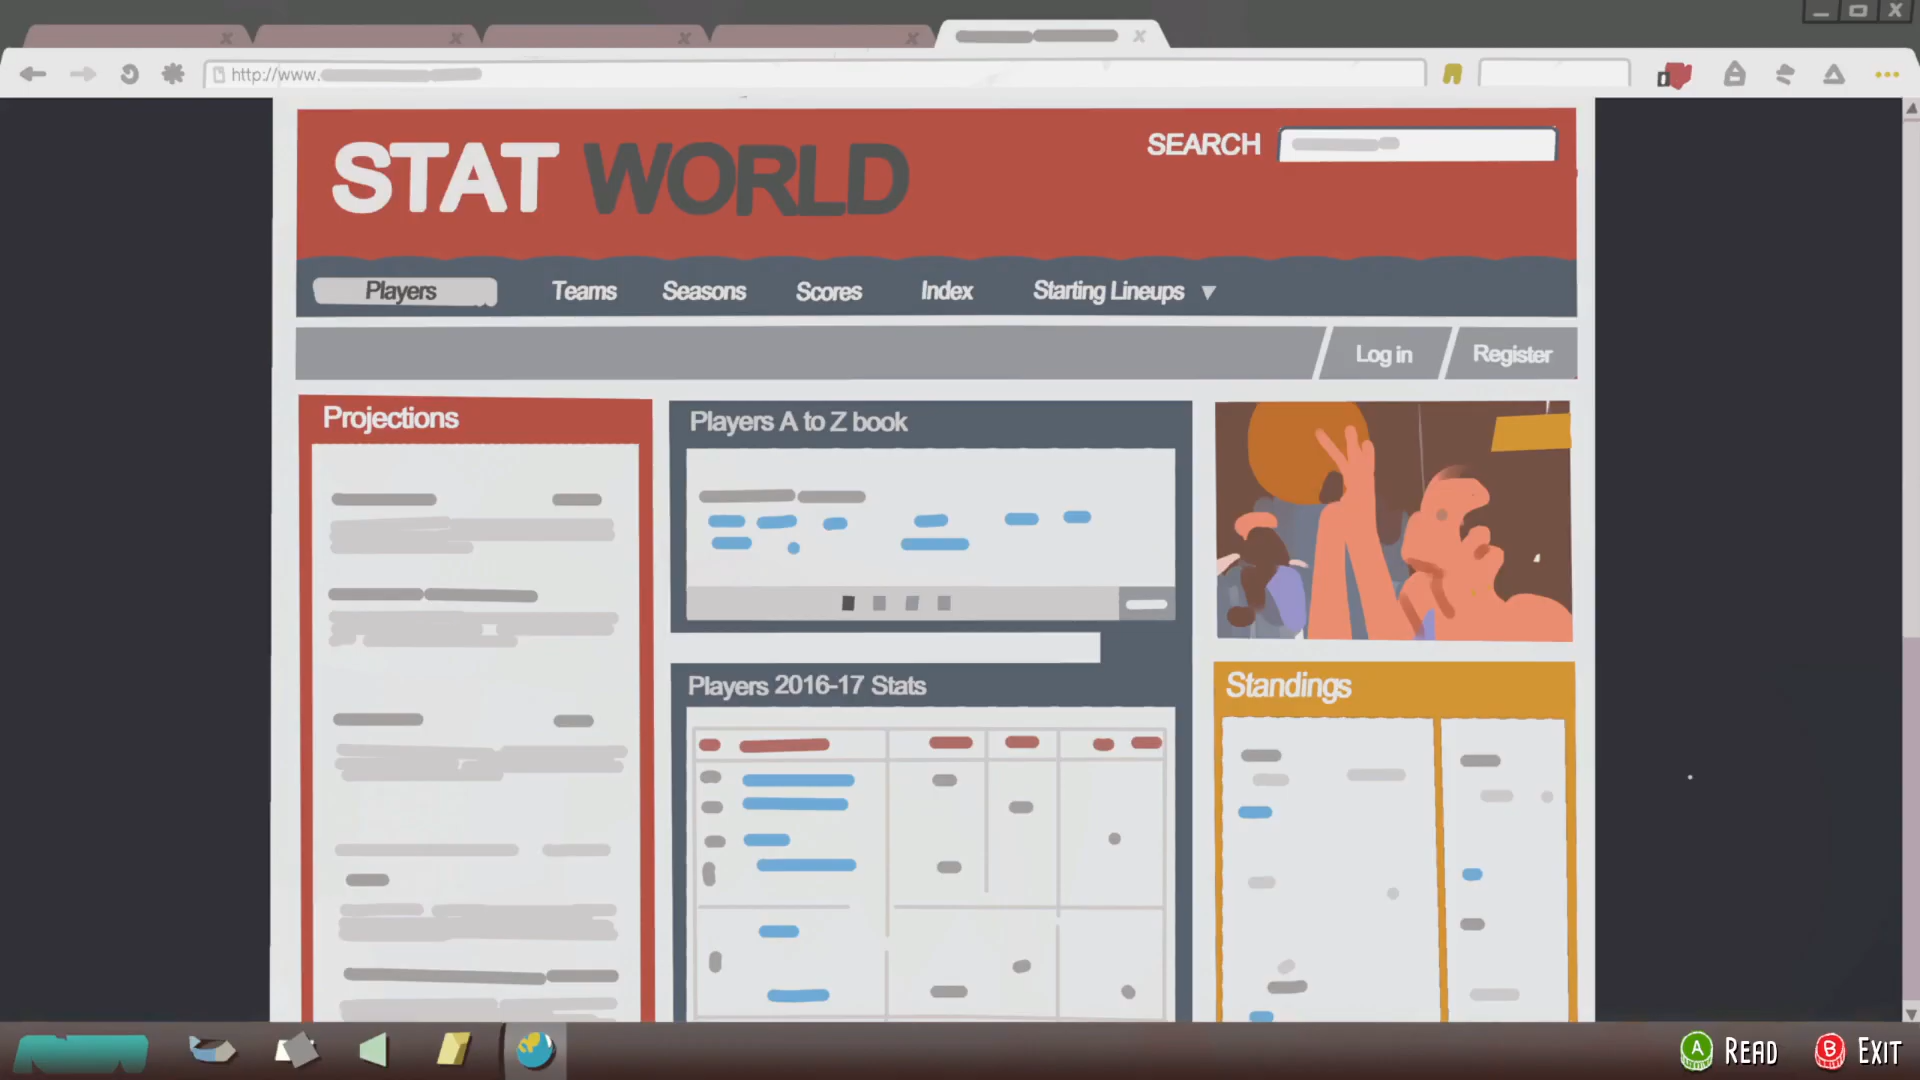 http://www.
STAT WORLD
SEARCH
Players Teams Seasons Scores Index Starting Lineups
Log in Register
Projections
Players A to Z book
Players 2016-17 Stats
Standings
A READ B EXIT